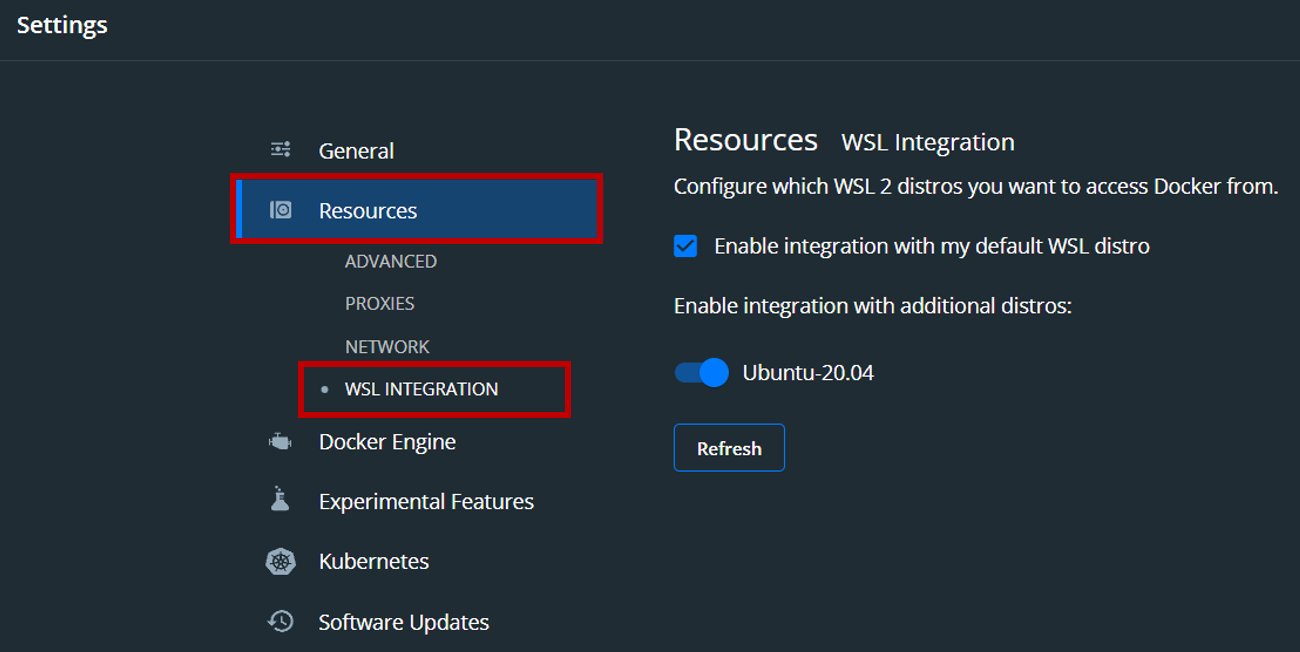 Settings
General
Resources
ADVANCED
PROXIES
NETWORK
WSL INTEGRATION
Docker Engine
Experimental Features
Kubernetes
Software Updates
Resources WSL Integration
Configure which WSL 2 distros you want to access Docker from.
Enable integration with my default WSL distro
Enable integration with additional distros:
Ubuntu-20.04
Refresh